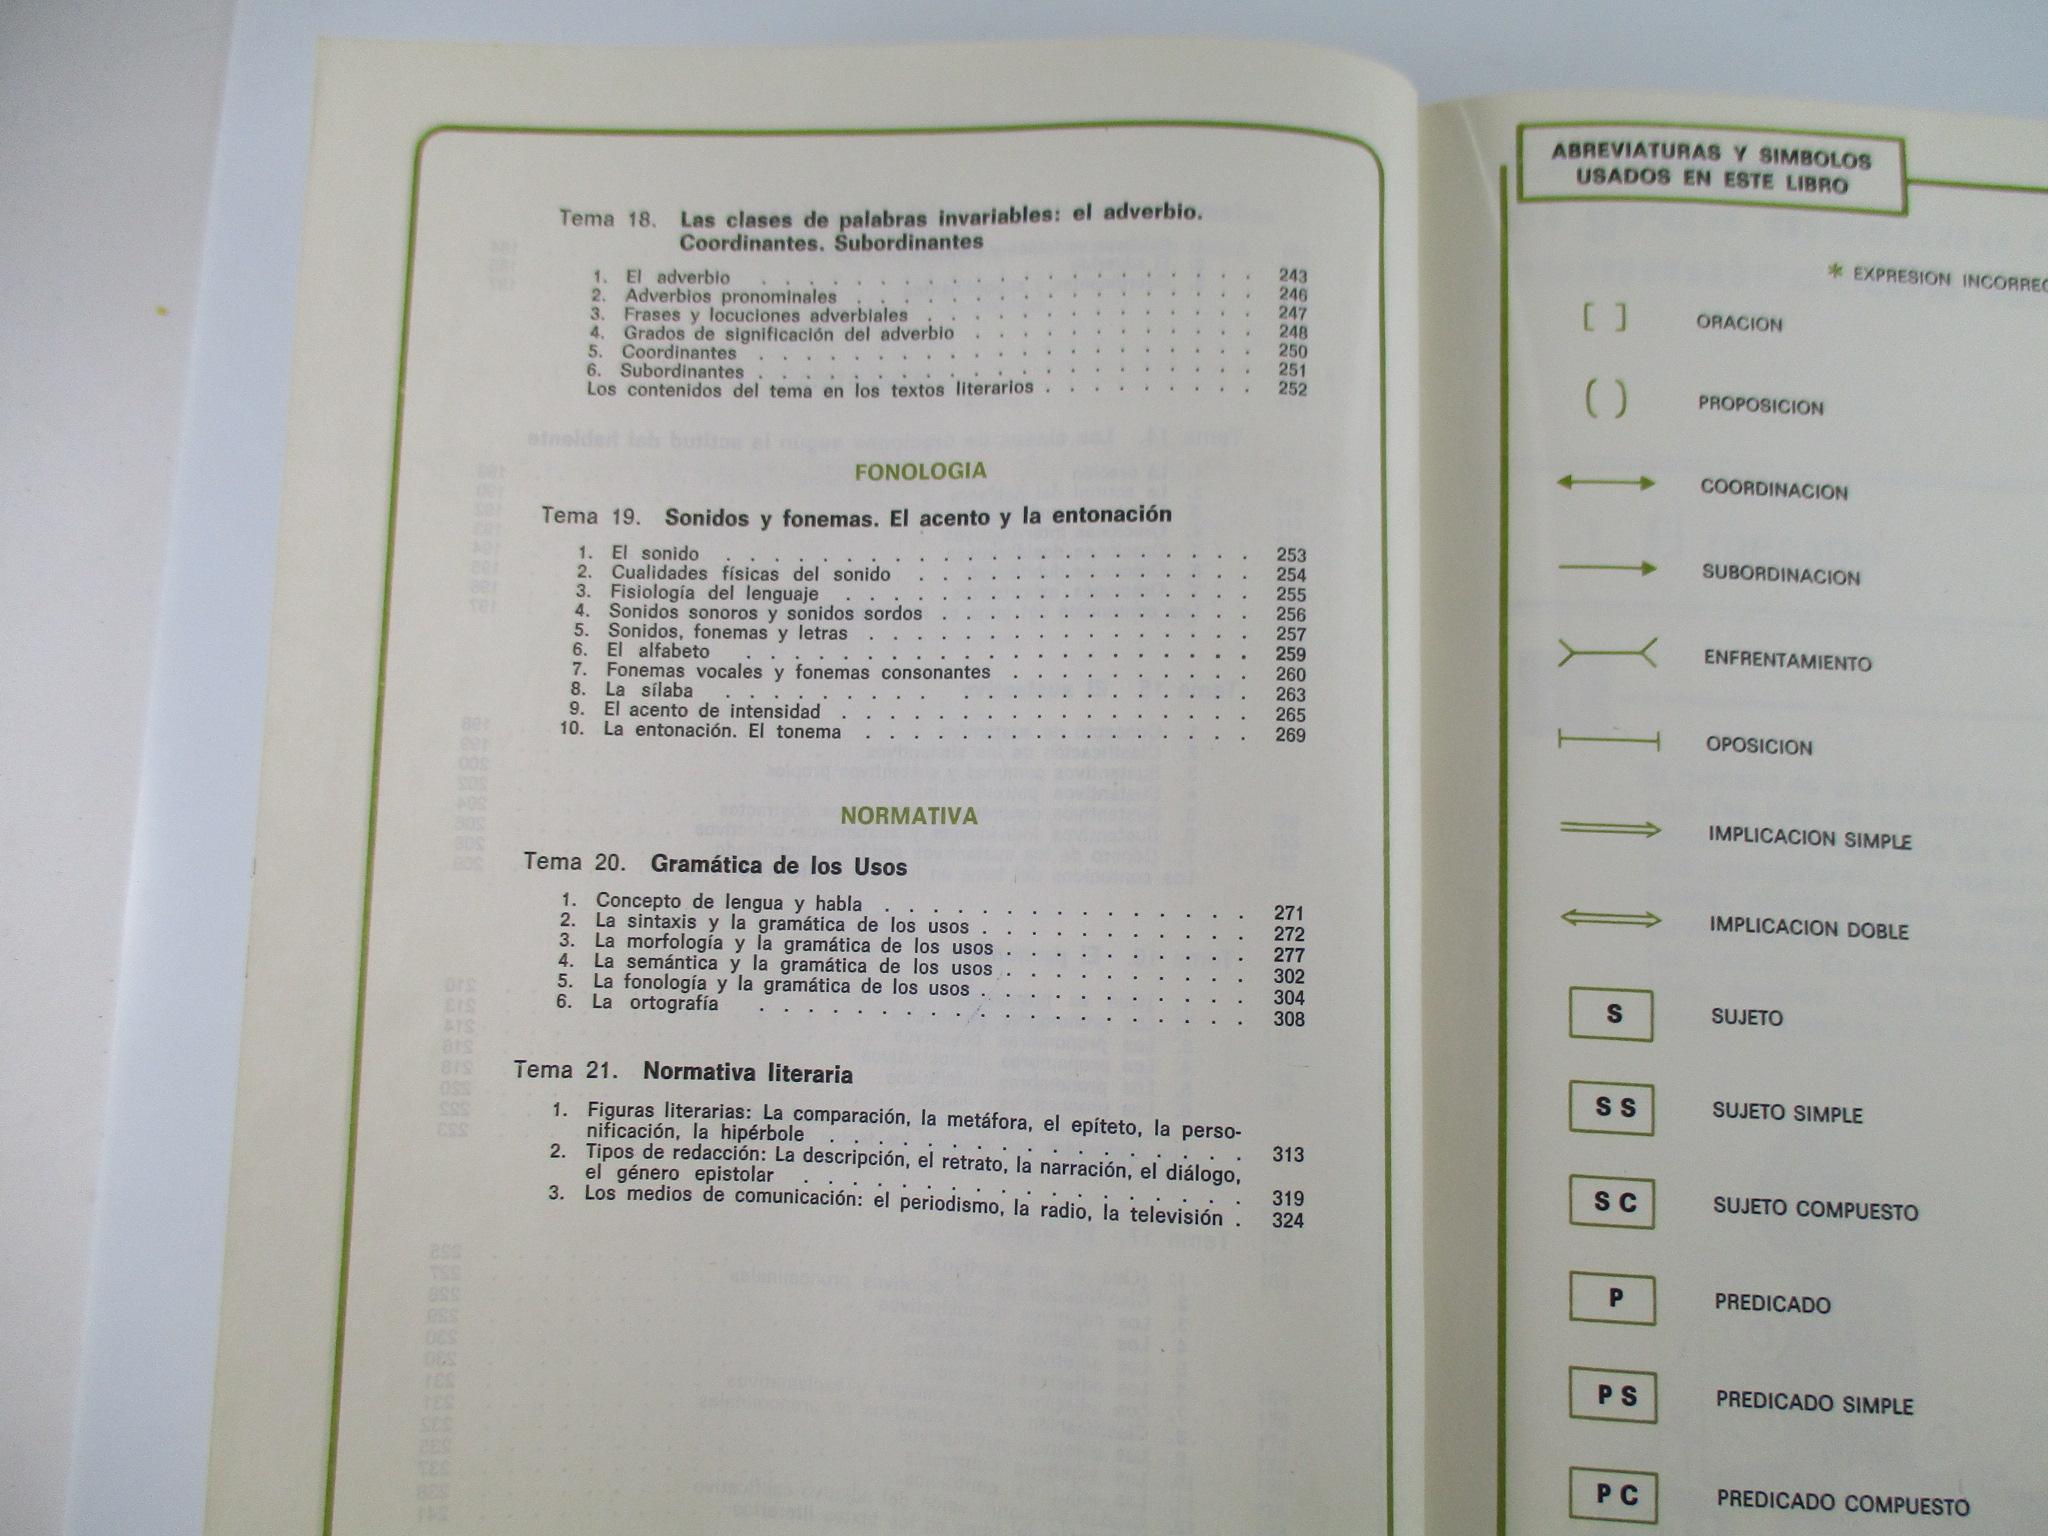 Tema 18. Las clases de palabras invariables: el adverbio.
Coordinantes. Subordinantes
1. El adverbio . . . . . . . . . . . . . . . . . . . . . 243
2. Adverbios pronominales . . . . . . . . . . . . . . . . . 246
3. Frases y locuciones adverbiales . . . . . . . . . . . . . . 247
4. Grados de significación del adverbio . . . . . . . . . . . . 248
5. Coordinantes . . . . . . . . . . . . . . . . . . . . . 250
6. Subordinantes . . . . . . . . . . . . . . . . . . . . . 251
Los contenidos del tema en los textos literarios . . . . . . . . . 252
FONOLOGIA
Tema 19. Sonidos y fonemas. El acento y la entonación
1. El sonido . . . . . . . . . . . . . . . . . . . . 253
2. Cualidades físicas del sonido . . . . . . . . . . . . . 254
3. Fisiología del lenguaje . . . . . . . . . . . . . . . . 255
4. Sonidos sonoros y sonidos sordos . . . . . . . . . . . . 256
5. Sonidos, fonemas y letras . . . . . . . . . . . . . . . 257
6. El alfabeto . . . . . . . . . . . . . . . . . . . . 259
7. Fonemas vocales y fonemas consonantes . . . . . . . . . 260
8. La sílaba . . . . . . . . . . . . . . . . . . . . 263
9. El acento de intensidad . . . . . . . . . . . . . . . . 265
10. La entonación. El tonema . . . . . . . . . . . . . . . 269
NORMATIVA
Tema 20. Gramática de los Usos
1. Concepto de lengua y habla . . . . . . . . . . . . . . 271
2. La sintaxis y la gramática de los usos . . . . . . . . . . 272
3. La morfología y la gramática de los usos . . . . . . . . . 277
4. La semántica y la gramática de los usos . . . . . . . . . 302
5. La fonología y la gramática de los usos . . . . . . . . . . 304
6. La ortografía . . . . . . . . . . . . . . . . . . . 308
Tema 21. Normativa literaria
1. Figuras literarias: La comparación, la metáfora, el epíteto, la perso-
nificación, la hipérbole . . . . . . . . . . . . . . . 313
2. Tipos de redacción: La descripción, el retrato, la narración, el diálogo,
el género epistolar . . . . . . . . . . . . . . . . 319
3. Los medios de comunicación: el periodismo, la radio, la televisión . 324
ABREVIATURAS Y SIMBOLOS
USADOS EN ESTE LIBRO
* EXPRESION INCORREC
[ ] ORACION
( ) PROPOSICION
COORDINACION
SUBORDINACION
ENFRENTAMIENTO
OPOSICION
IMPLICACION SIMPLE
IMPLICACION DOBLE
S SUJETO
S S SUJETO SIMPLE
S C SUJETO COMPUESTO
P PREDICADO
P S PREDICADO SIMPLE
P C PREDICADO COMPUESTO